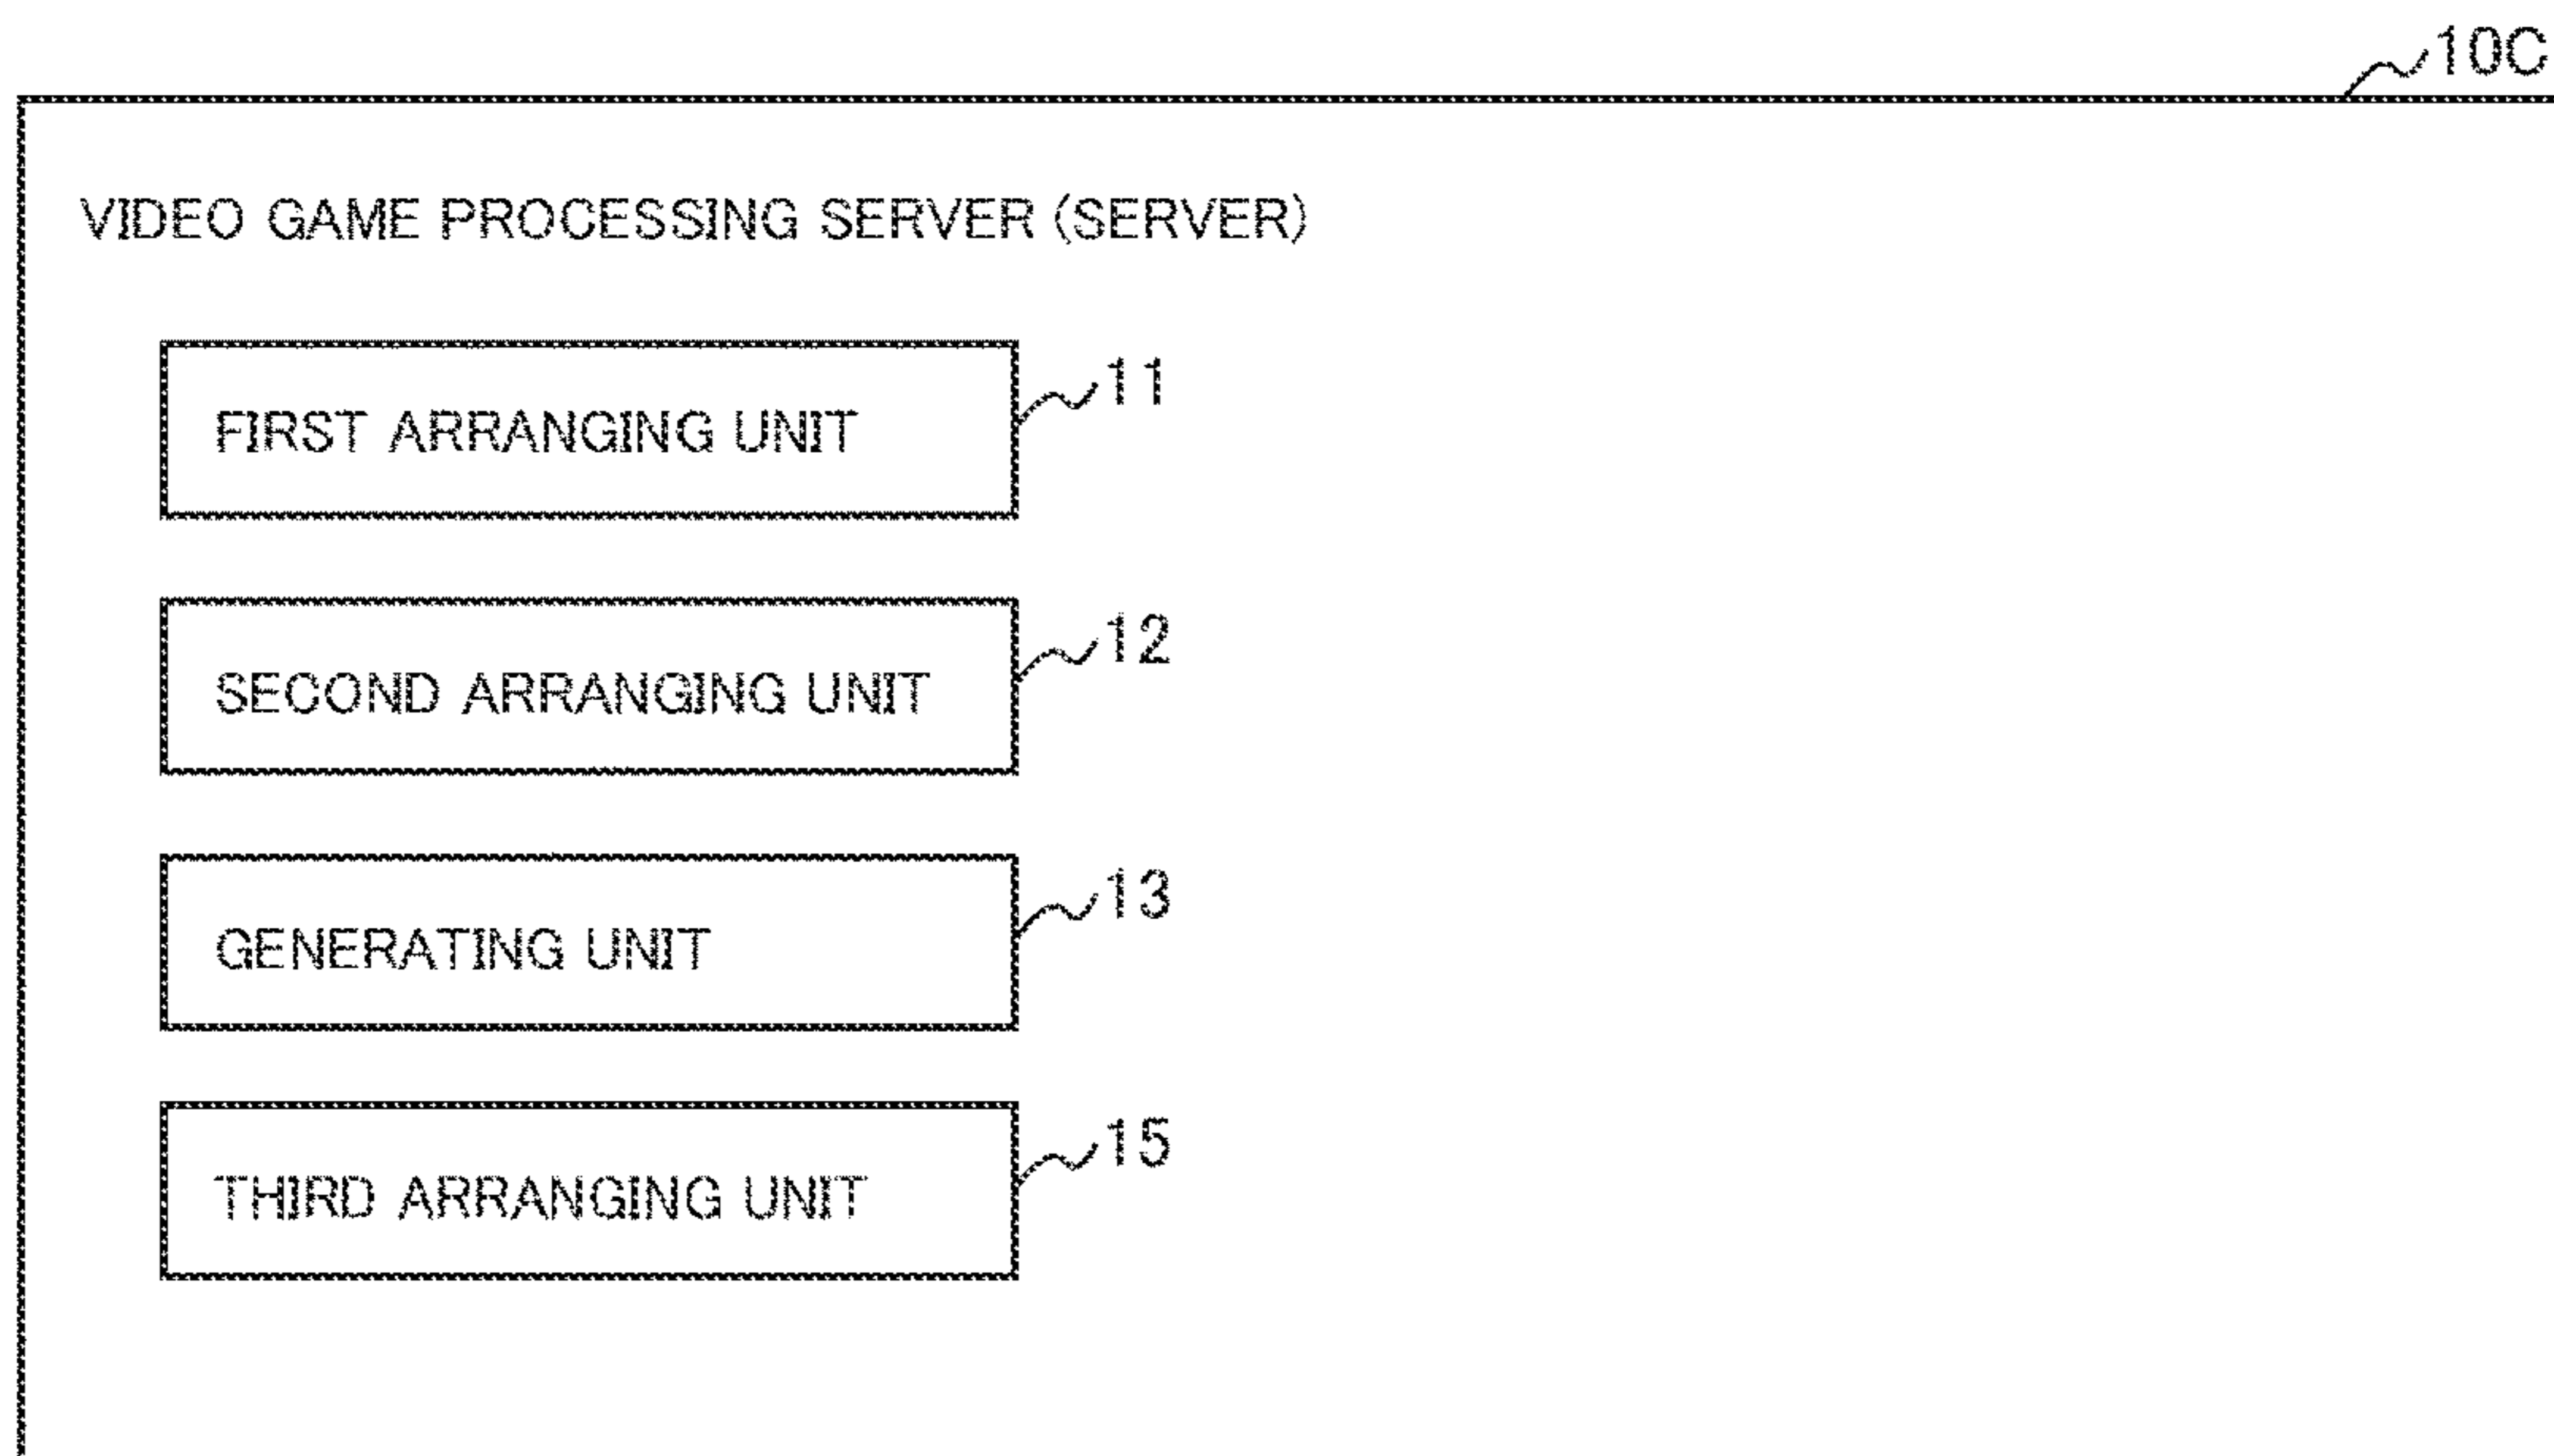 10C
VIDEO GAME PROCESSING SERVER (SERVER)
11
FIRST ARRANGING UNIT
12
SECOND ARRANGING UNIT
13
GENERATING UNIT
15
THIRD ARRANGING UNIT